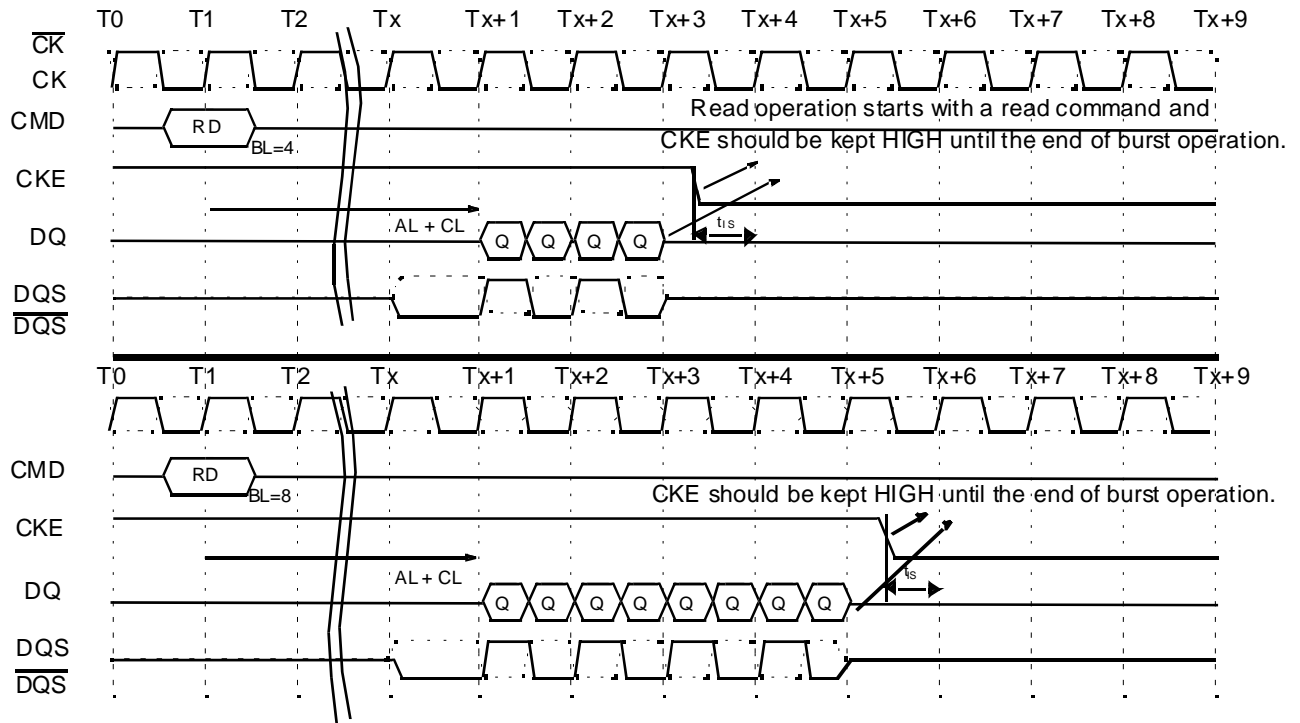 T0 T1 T2 Tx Tx+1 Tx+2 Tx+3 Tx+4 Tx+5 Tx+6 Tx+7 Tx+8 Tx+9
CK
CK
Read operation starts with a read command and
CMD RD BL=4
CKE should be kept HIGH until the end of burst operation.
CKE
AL + CL tIS
DQ Q Q Q Q
DQS
DQS
T0 T1 T2 Tx Tx+1 Tx+2 Tx+3 Tx+4 Tx+5 Tx+6 Tx+7 Tx+8 Tx+9
CMD RD BL=8
CKE should be kept HIGH until the end of burst operation.
CKE
AL + CL tIS
DQ Q Q Q Q Q Q Q Q
DQS
DQS